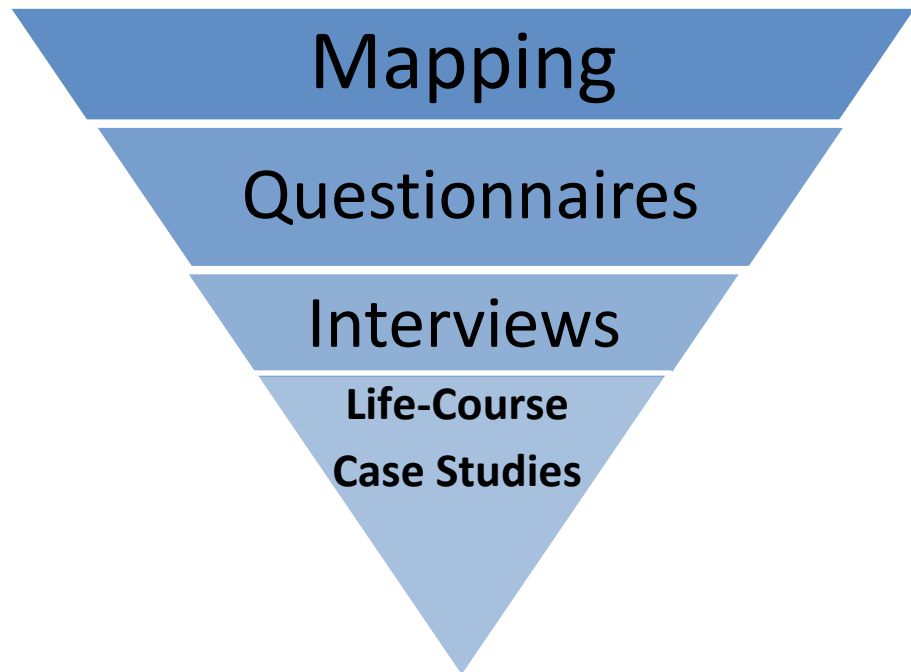 Mapping
Questionnaires
Interviews
Life-Course
Case Studies